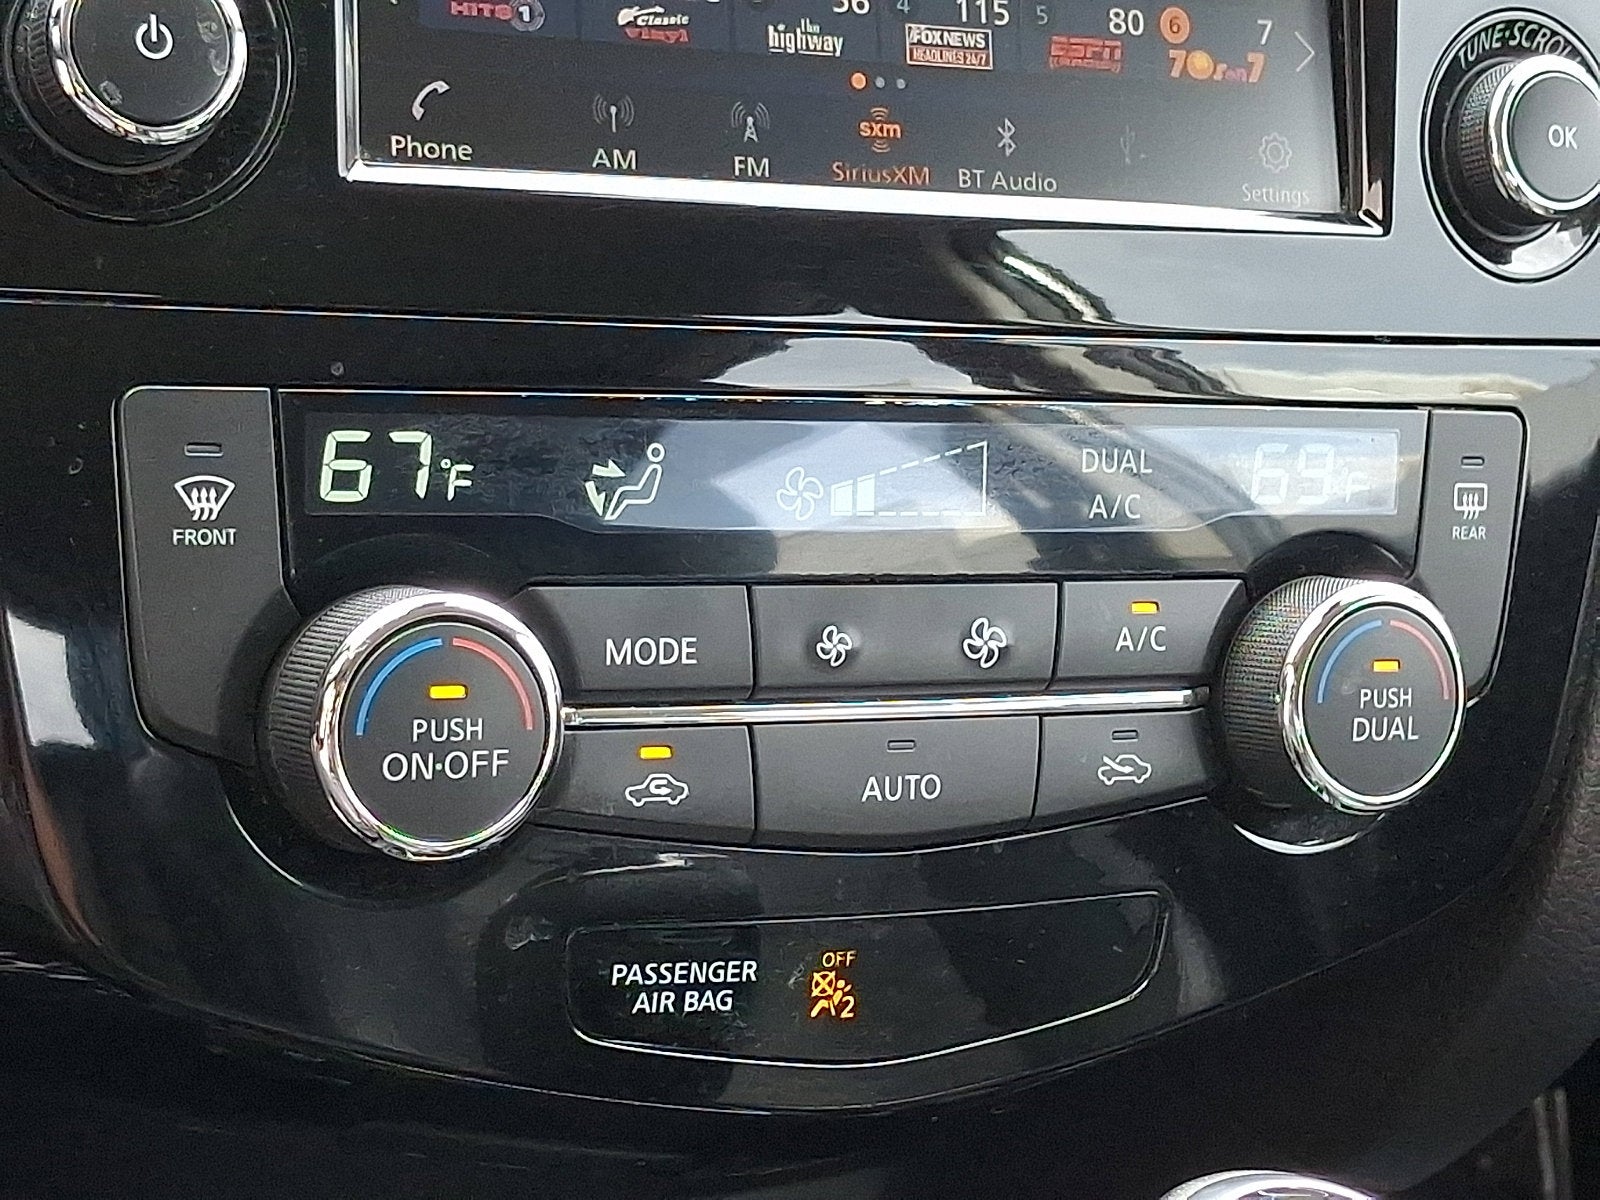 HITS 1
Classic
vinyl
the
highway
4
115
FOX NEWS
HEADLINES 24/7
5
80
ESPN
6
7
70s on 7
TUNE·SCROLL
OK
Phone
AM
FM
sxm
SiriusXM
BT Audio
Settings
67°F
DUAL
A/C
69°F
FRONT
REAR
MODE
A/C
PUSH
ON·OFF
AUTO
PUSH
DUAL
PASSENGER
AIR BAG
OFF
2